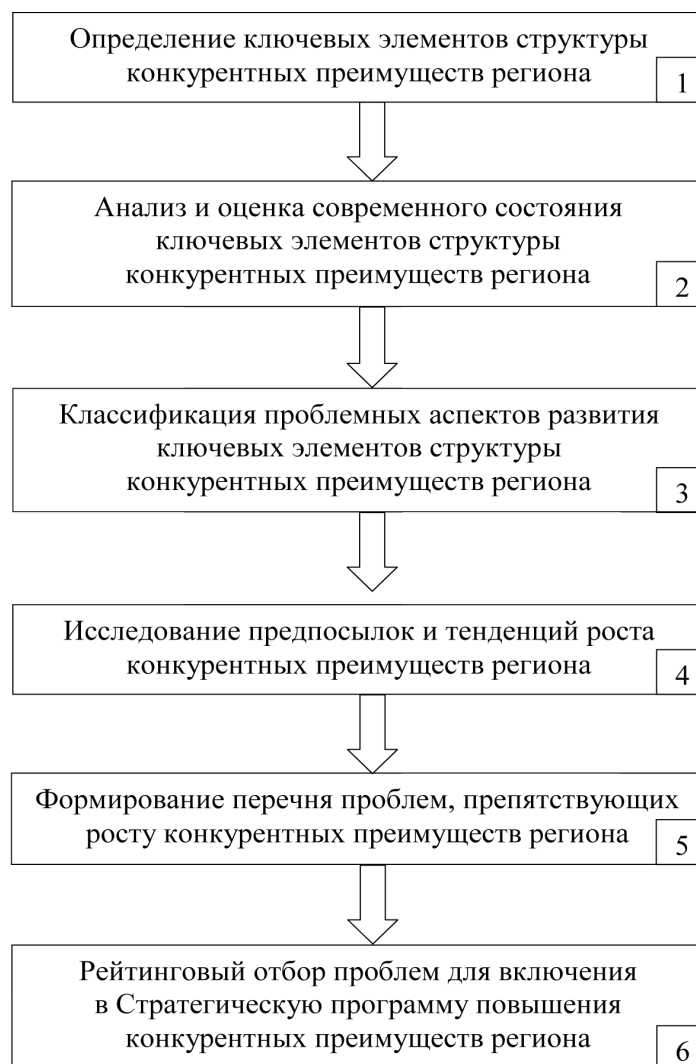 Определение ключевых элементов структуры
конкурентных преимуществ региона
1
Анализ и оценка современного состояния
ключевых элементов структуры
конкурентных преимуществ региона
2
Классификация проблемных аспектов развития
ключевых элементов структуры
конкурентных преимуществ региона
3
Исследование предпосылок и тенденций роста
конкурентных преимуществ региона
4
Формирование перечня проблем, препятствующих
росту конкурентных преимуществ региона
5
Рейтинговый отбор проблем для включения
в Стратегическую программу повышения
конкурентных преимуществ региона
6